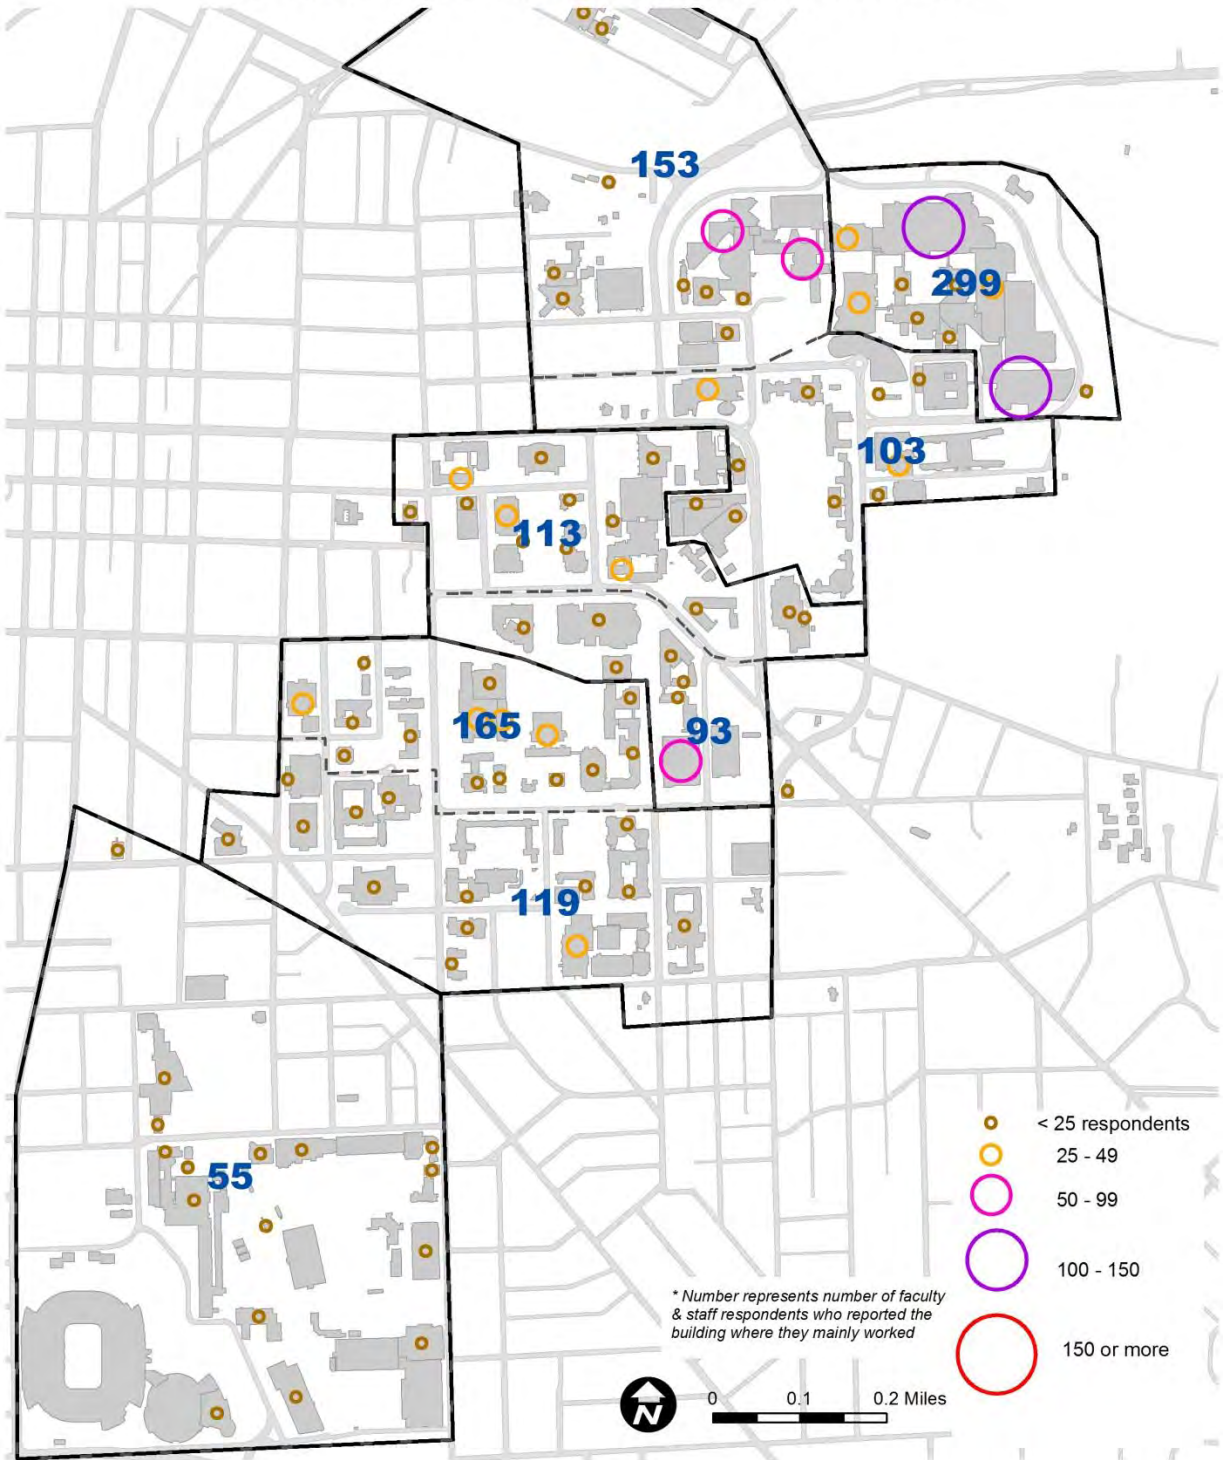 153
299
103
113
165
93
119
55
< 25 respondents
25 - 49
50 - 99
100 - 150
150 or more
* Number represents number of faculty
& staff respondents who reported the
building where they mainly worked
N
0 0.1 0.2 Miles